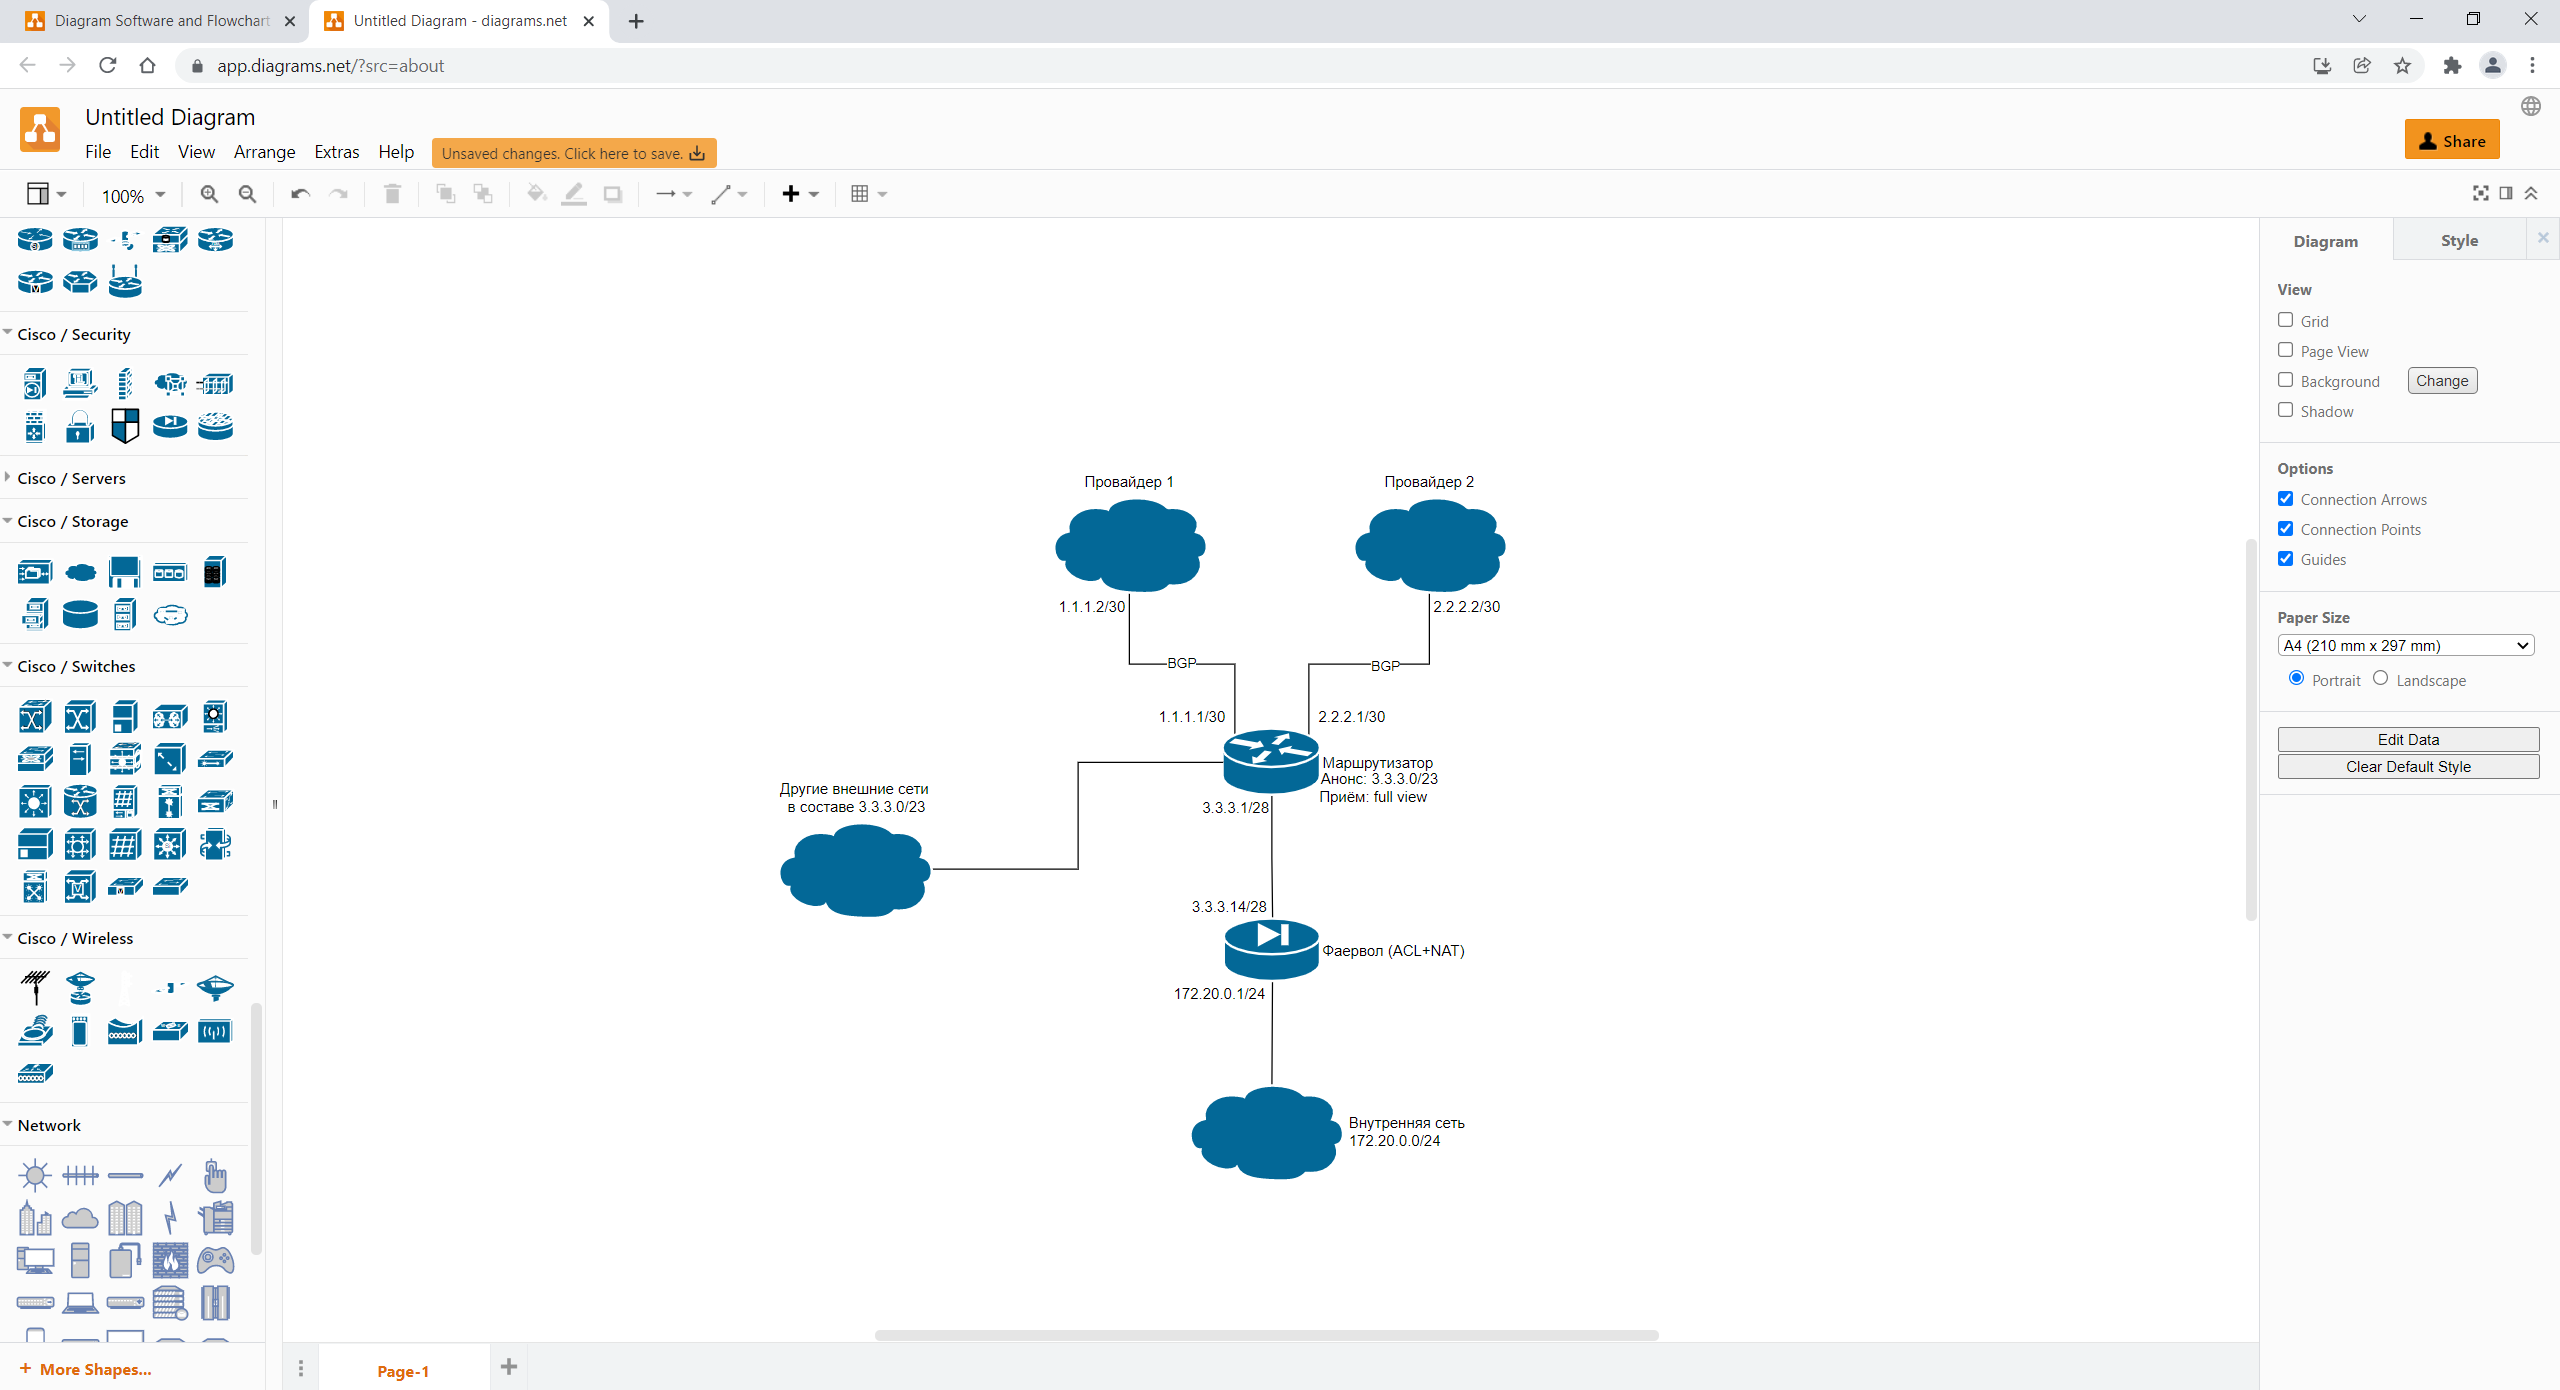 Diagram Software and Flowchart
Untitled Diagram - diagrams.net
app.diagrams.net/?src=about
Untitled Diagram
File Edit View Arrange Extras Help
Unsaved changes. Click here to save.
Share
100%
Cisco / Security
Cisco / Servers
Cisco / Storage
Cisco / Switches
Cisco / Wireless
Network
+ More Shapes...
Провайдер 1
Провайдер 2
1.1.1.2/30
2.2.2.2/30
BGP
BGP
1.1.1.1/30
2.2.2.1/30
Маршрутизатор
Анонс: 3.3.3.0/23
Приём: full view
Другие внешние сети
в составе 3.3.3.0/23
3.3.3.1/28
3.3.3.14/28
Фаервол (ACL+NAT)
172.20.0.1/24
Внутренняя сеть
172.20.0.0/24
Page-1
Diagram
Style
View
Grid
Page View
Background
Change
Shadow
Options
Connection Arrows
Connection Points
Guides
Paper Size
A4 (210 mm x 297 mm)
Portrait
Landscape
Edit Data
Clear Default Style